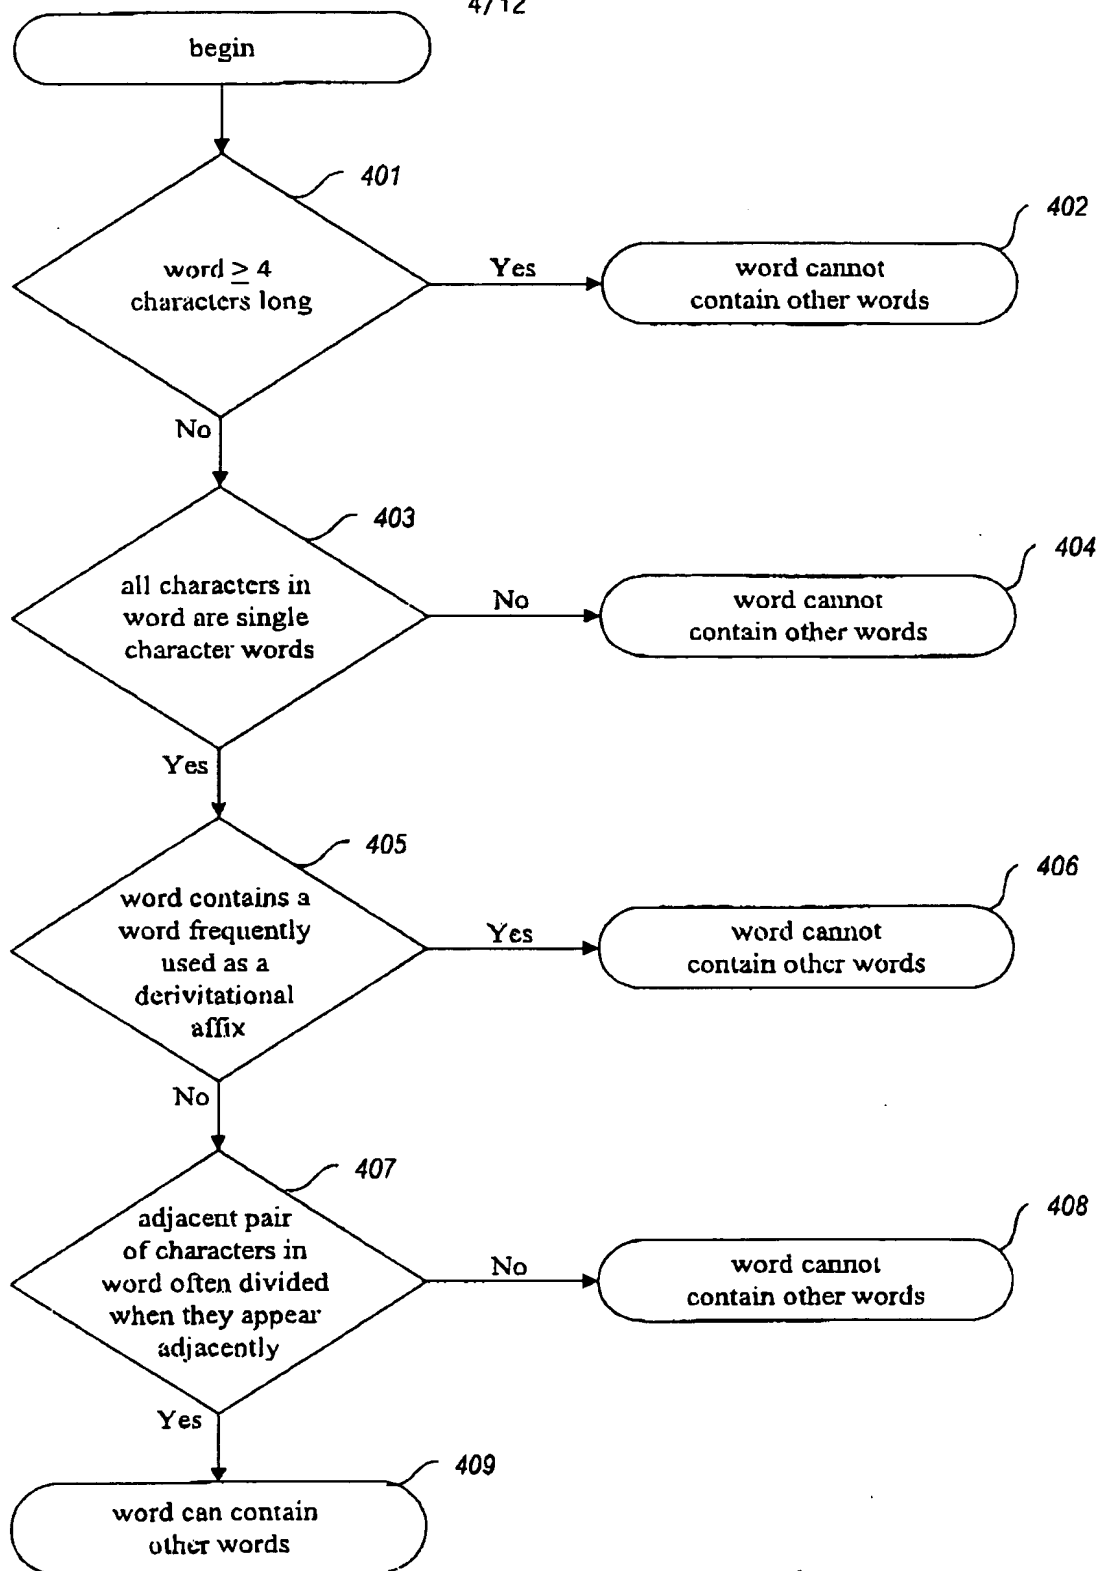 4/12
begin
401
402
word ≥ 4
characters long
Yes
word cannot
contain other words
No
403
404
all characters in
word are single
character words
No
word cannot
contain other words
Yes
405
406
word contains a
word frequently
used as a
derivitational
affix
Yes
word cannot
contain other words
No
407
408
adjacent pair
of characters in
word often divided
when they appear
adjacently
No
word cannot
contain other words
Yes
409
word can contain
other words